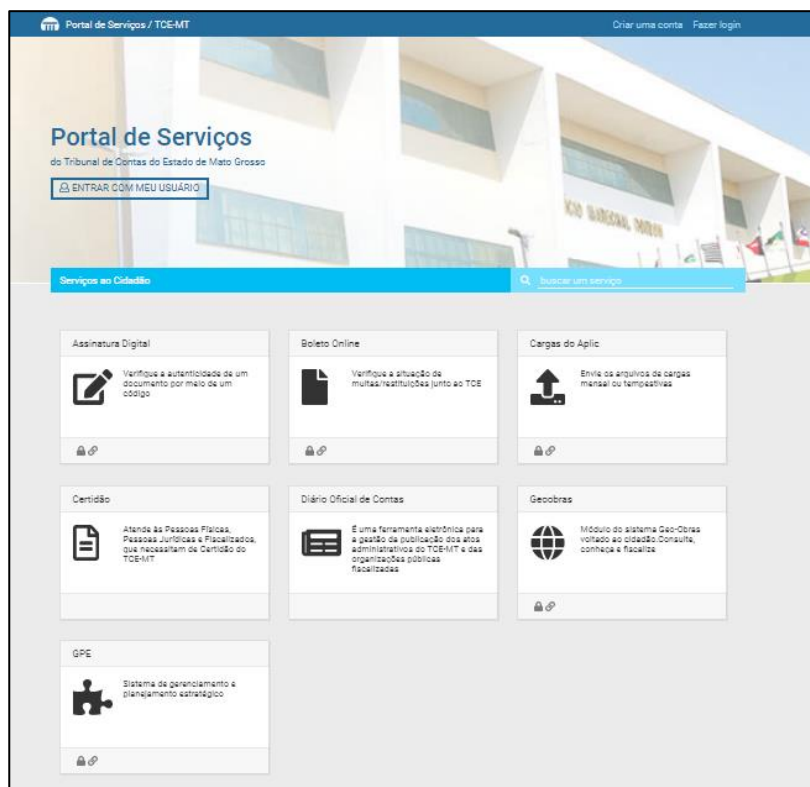 Portal de Serviços / TCE-MT
Criar uma conta Fazer login
Portal de Serviços
do Tribunal de Contas do Estado de Mato Grosso
ENTRAR COM MEU USUÁRIO
Serviços ao Cidadão
buscar um serviço
Assinatura Digital
Verifique a autenticidade de um
documento por meio de um
código
Boleto Online
Verifique a situação de
multas/restituições junto ao TCE
Cargas do Aplic
Envie os arquivos de cargas
mensal ou tempestivas
Certidão
Atende às Pessoas Físicas,
Pessoas Jurídicas e Fiscalizados,
que necessitam de Certidão do
TCE-MT
Diário Oficial de Contas
É uma ferramenta eletrônica para
a gestão da publicação dos atos
administrativos do TCE-MT e das
organizações públicas
fiscalizadas
Geoobras
Módulo do sistema Geo-Obras
voltado ao cidadão.Consulte,
conheça e fiscalize
GPE
Sistema de gerenciamento e
planejamento estratégico